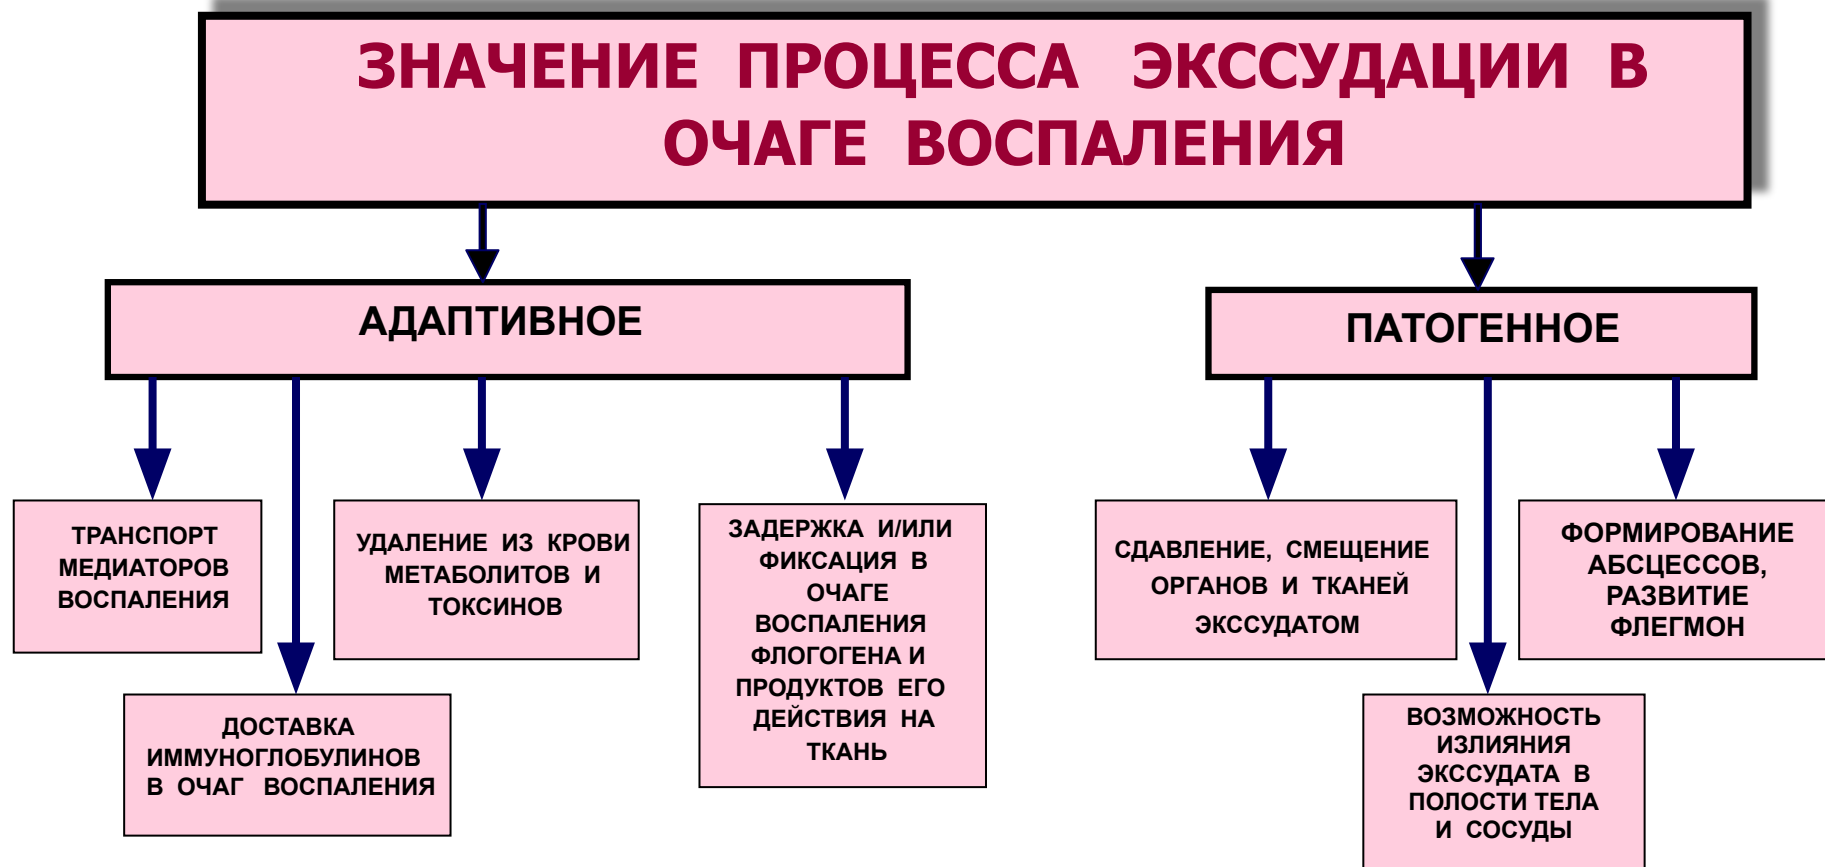 ЗНАЧЕНИЕ ПРОЦЕССА ЭКССУДАЦИИ В
ОЧАГЕ ВОСПАЛЕНИЯ
АДАПТИВНОЕ
ТРАНСПОРТ
МЕДИАТОРОВ
ВОСПАЛЕНИЯ
ДОСТАВКА
ИММУНОГЛОБУЛИНОВ
В ОЧАГ ВОСПАЛЕНИЯ
УДАЛЕНИЕ ИЗ КРОВИ
МЕТАБОЛИТОВ И
ТОКСИНОВ
ЗАДЕРЖКА И/ИЛИ
ФИКСАЦИЯ В
ОЧАГЕ
ВОСПАЛЕНИЯ
ФЛОГОГЕНА И
ПРОДУКТОВ ЕГО
ДЕЙСТВИЯ НА
ТКАНЬ
ПАТОГЕННОЕ
СДАВЛЕНИЕ, СМЕЩЕНИЕ
ОРГАНОВ И ТКАНЕЙ
ЭКССУДАТОМ
ВОЗМОЖНОСТЬ
ИЗЛИЯНИЯ
ЭКССУДАТА В
ПОЛОСТИ ТЕЛА
И СОСУДЫ
ФОРМИРОВАНИЕ
АБСЦЕССОВ,
РАЗВИТИЕ
ФЛЕГМОН